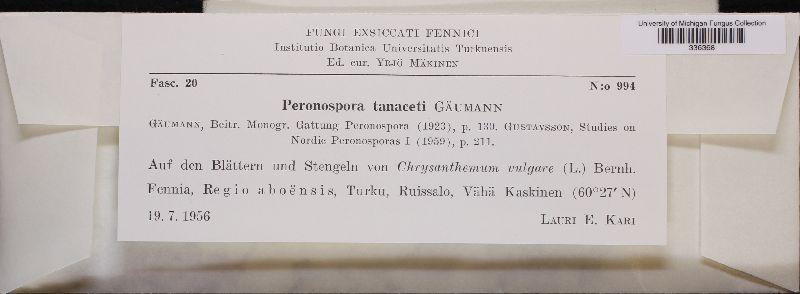 FUNGI EXSICCATI FENNICI
Institutio Botanica Universitatis Turkuensis
Ed. cur. YRJÖ MÄKINEN
University of Michigan Fungus Collection
336368
Fasc. 20 N:o 994
Peronospora tanaceti GÄUMANN
GÄUMANN, Beitr. Monogr. Gattung Peronospora (1923), p. 139. GUSTAVSSON, Studies on
Nordic Peronosporas I (1959), p. 211.
Auf den Blättern und Stengeln von Chrysanthemum vulgare (L.) Bernh.
Fennia, Regio aboënsis, Turku, Ruissalo, Vähä Kaskinen (60°27′ N)
19. 7. 1956 LAURI E. KARI